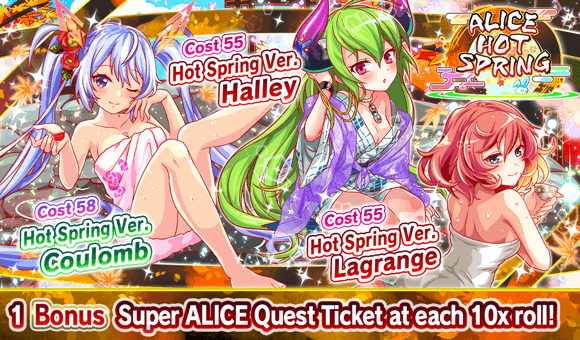 ALICE
HOT
SPRING
Cost 55
Hot Spring Ver.
Halley
Cost 58
Hot Spring Ver.
Coulomb
Cost 55
Hot Spring Ver.
Lagrange
1 Bonus Super ALICE Quest Ticket at each 10x roll!